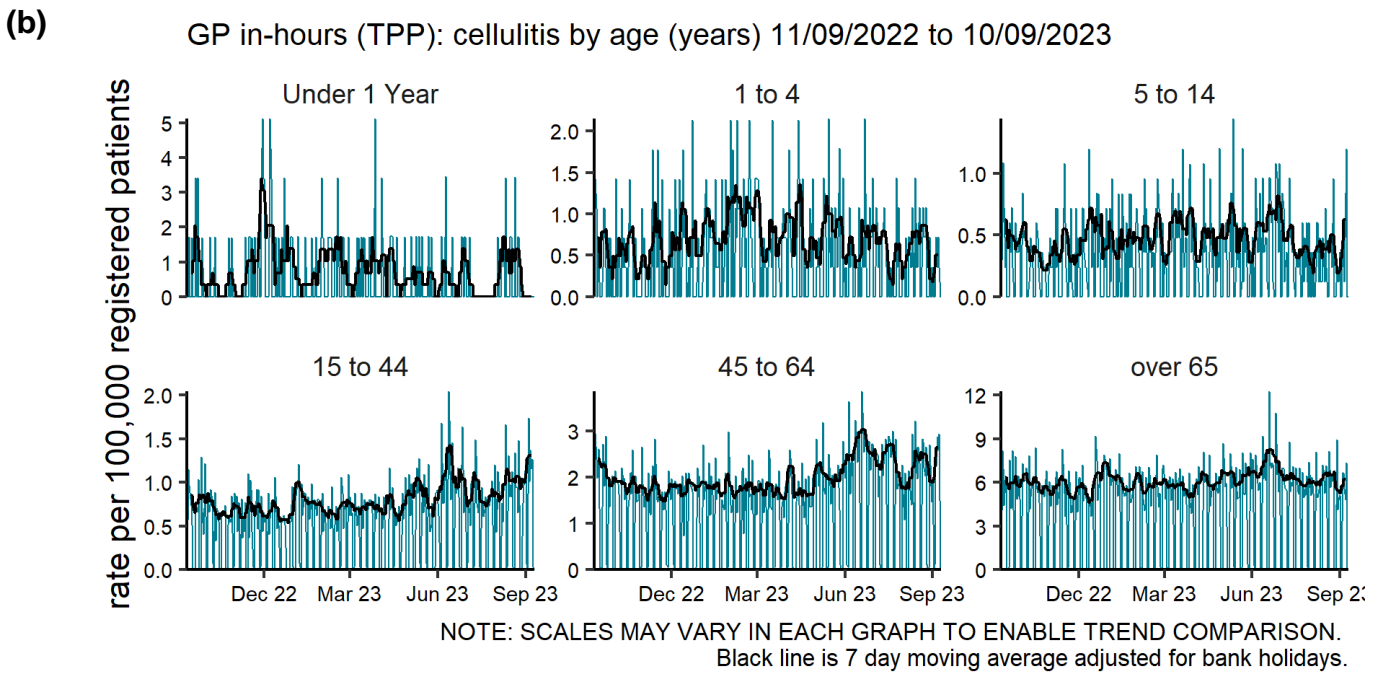 (b)
GP in-hours (TPP): cellulitis by age (years) 11/09/2022 to 10/09/2023
rate per 100,000 registered patients
Under 1 Year
1 to 4
5 to 14
5
4
3
2
1
0
2.0
1.5
1.0
0.5
0.0
1.0
0.5
0.0
15 to 44
45 to 64
over 65
2.0
1.5
1.0
0.5
0.0
3
2
1
0
12
9
6
3
0
Dec 22 Mar 23 Jun 23 Sep 23
Dec 22 Mar 23 Jun 23 Sep 23
Dec 22 Mar 23 Jun 23 Sep 2
NOTE: SCALES MAY VARY IN EACH GRAPH TO ENABLE TREND COMPARISON.
Black line is 7 day moving average adjusted for bank holidays.